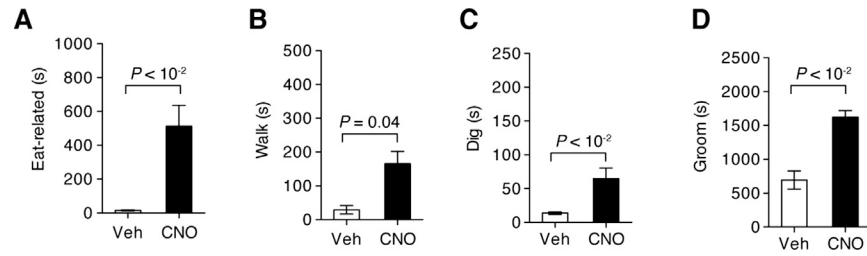 A
Eat-related (s)
1000
800
600
400
200
0
P < 10⁻²
Veh CNO
B
Walk (s)
500
400
300
200
100
0
P = 0.04
Veh CNO
C
Dig (s)
250
200
150
100
50
0
P < 10⁻²
Veh CNO
D
Groom (s)
2500
2000
1500
1000
500
0
P < 10⁻²
Veh CNO